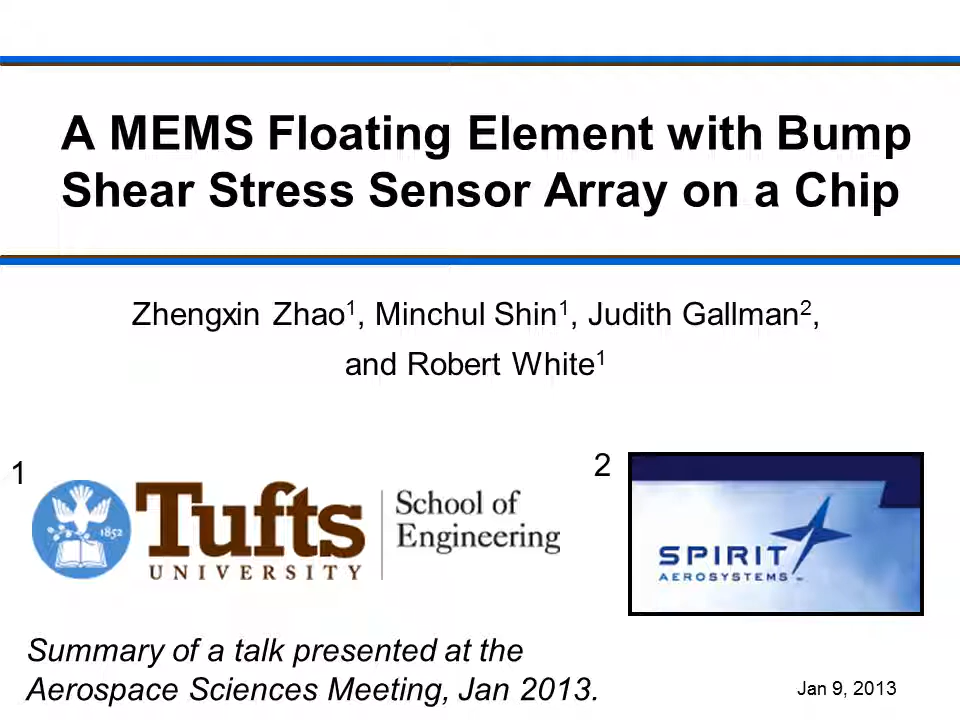 A MEMS Floating Element with Bump
Shear Stress Sensor Array on a Chip
Zhengxin Zhao1, Minchul Shin1, Judith Gallman2,
and Robert White1
1
2
1852
Tufts
UNIVERSITY
School of
Engineering
SPIRIT
AEROSYSTEMS
Summary of a talk presented at the
Aerospace Sciences Meeting, Jan 2013.
Jan 9, 2013